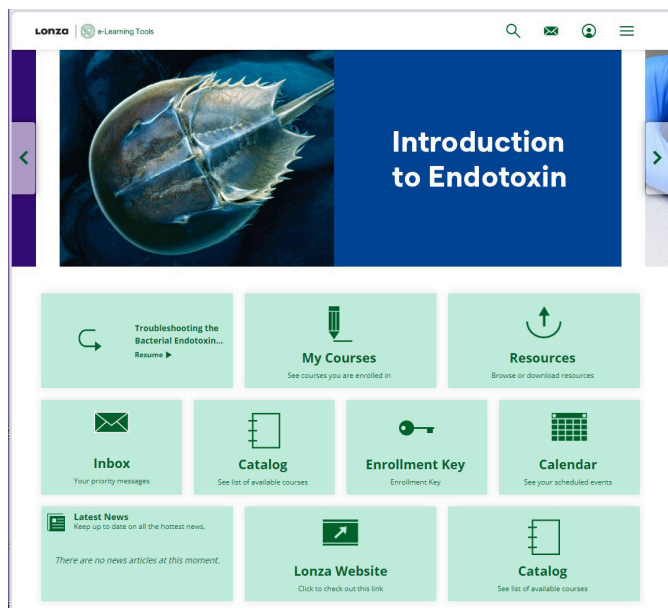 Lonza
e-Learning Tools
Introduction
to Endotoxin
Troubleshooting the
Bacterial Endotoxin...
Resume
My Courses
See courses you are enrolled in
Resources
Browse or download resources
Inbox
Your priority messages
Catalog
See list of available courses
Enrollment Key
Enrollment Key
Calendar
See your scheduled events
Latest News
Keep up to date on all the hottest news.
There are no news articles at this moment.
Lonza Website
Click to check out this link
Catalog
See list of available courses